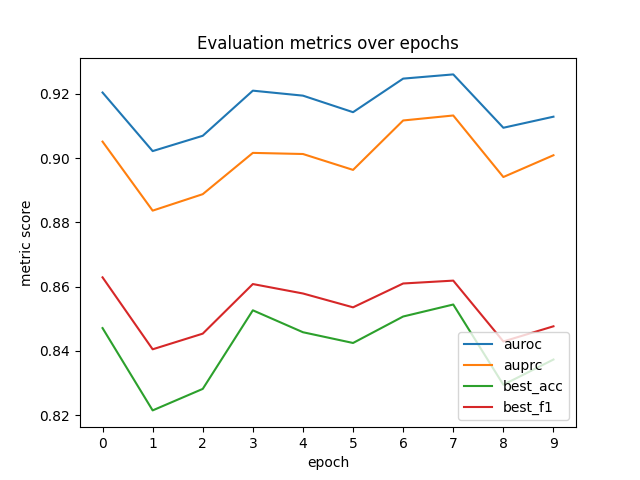 Evaluation metrics over epochs
metric score
0.92
0.90
0.88
0.86
0.84
0.82
auroc
auprc
best_acc
best_f1
0 1 2 3 4 5 6 7 8 9
epoch